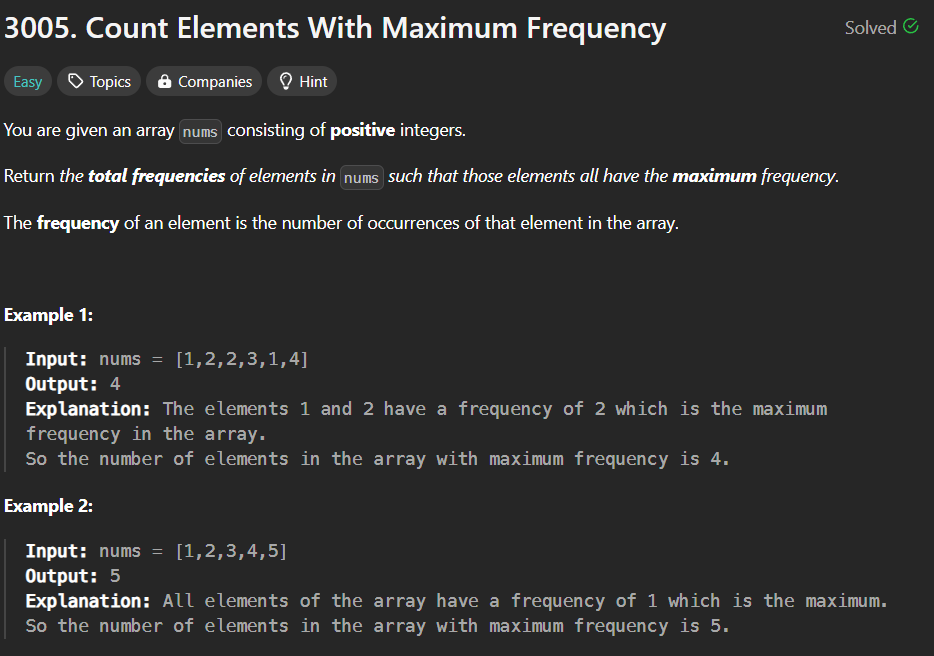 3005. Count Elements With Maximum Frequency
Solved
Easy Topics Companies Hint
You are given an array nums consisting of positive integers.
Return the total frequencies of elements in nums such that those elements all have the maximum frequency.
The frequency of an element is the number of occurrences of that element in the array.
Example 1:
Input: nums = [1,2,2,3,1,4]
Output: 4
Explanation: The elements 1 and 2 have a frequency of 2 which is the maximum
frequency in the array.
So the number of elements in the array with maximum frequency is 4.
Example 2:
Input: nums = [1,2,3,4,5]
Output: 5
Explanation: All elements of the array have a frequency of 1 which is the maximum.
So the number of elements in the array with maximum frequency is 5.